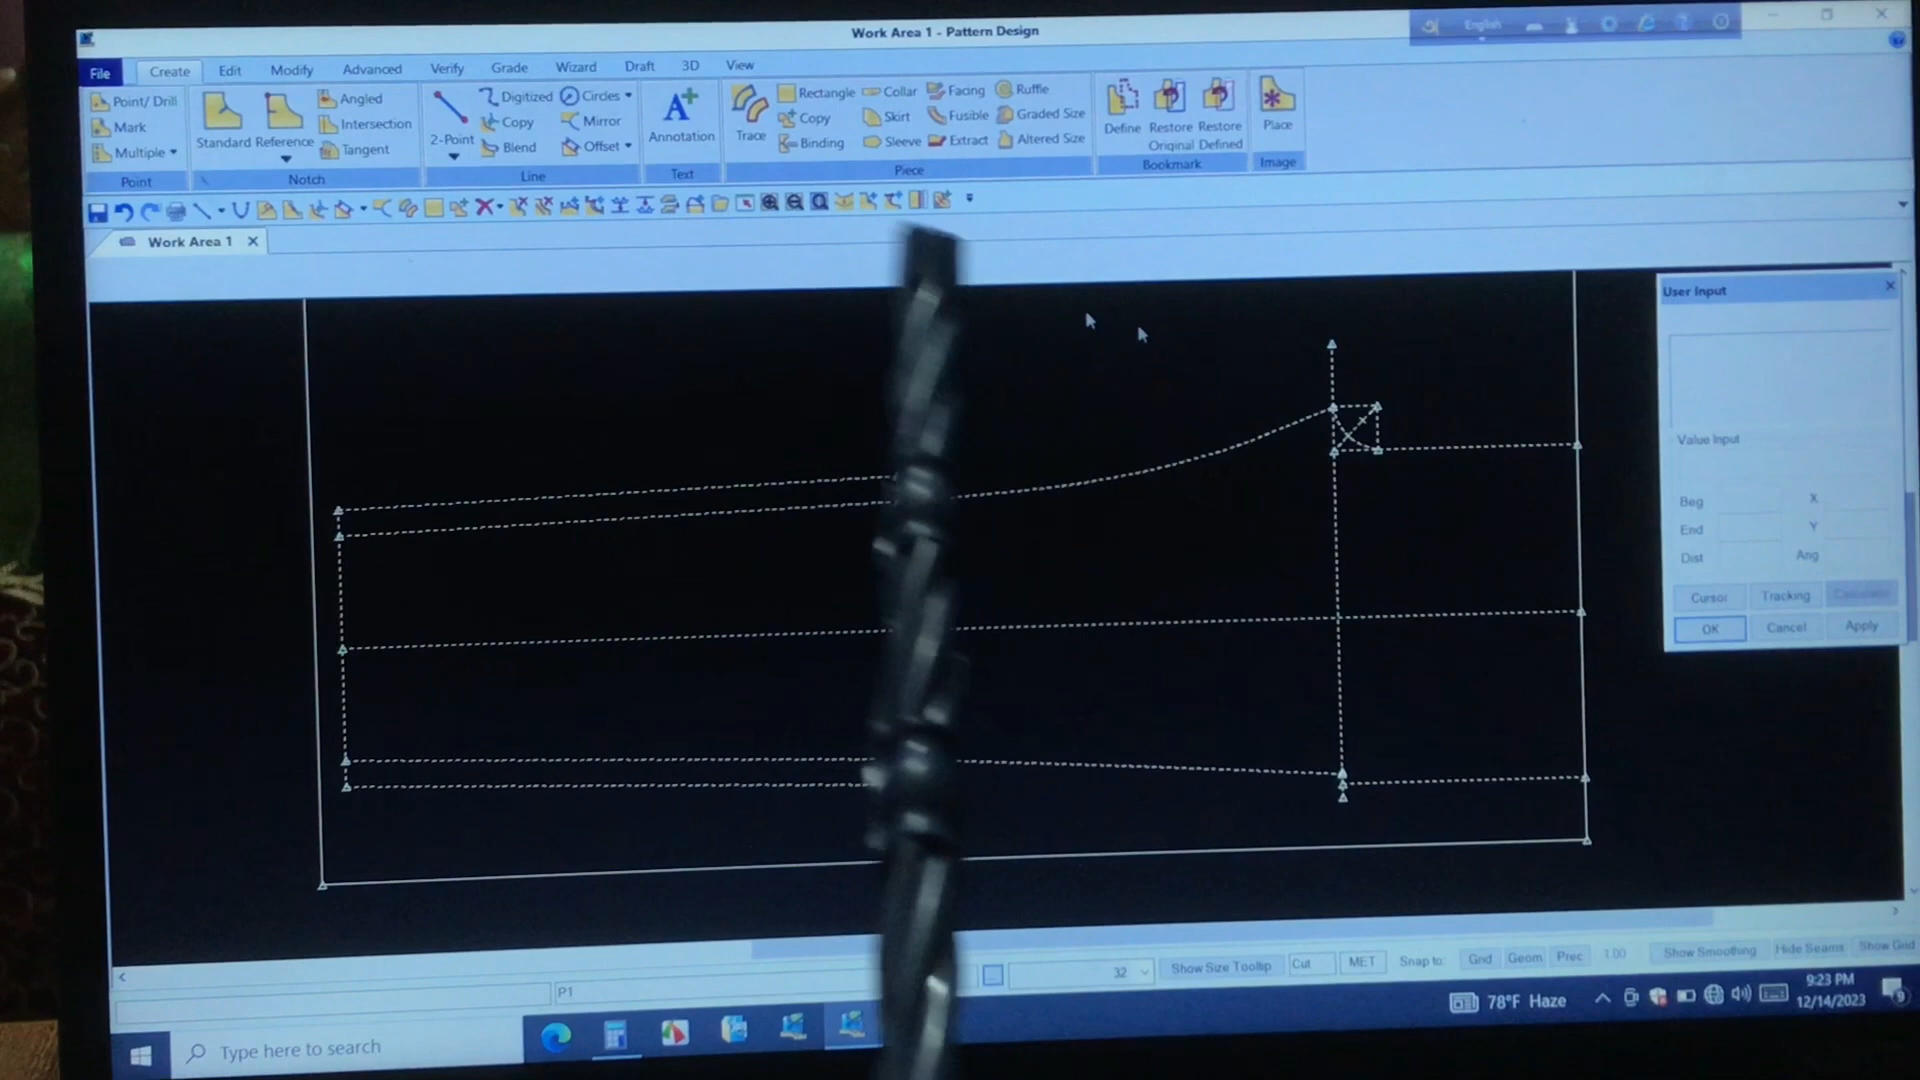 Work Area 1 - Pattern Design
English
File Create Edit Modify Advanced Verify Grade Wizard Draft 3D View
Point/ Drill
Mark
Multiple
Point
Standard
Reference
Angled
Intersection
Tangent
Notch
2-Point
Digitized
Copy
Blend
Circles
Mirror
Offset
Line
Annotation
Text
Trace
Rectangle
Copy
Binding
Collar
Skirt
Sleeve
Facing
Fusible
Extract
Ruffle
Graded Size
Altered Size
Piece
Define
Restore Original
Restore Defined
Bookmark
Place
Image
Work Area 1
User Input
Value Input
Beg X
End Y
Dist Ang
Cursor Tracking
OK Cancel Apply
32 Show Size Tooltip Cut MET Snap to: Grid Geom Prec 1.00 Show Smoothing Hide Seams Show Grid
P1
Type here to search
78°F Haze
9:23 PM
12/14/2023
9